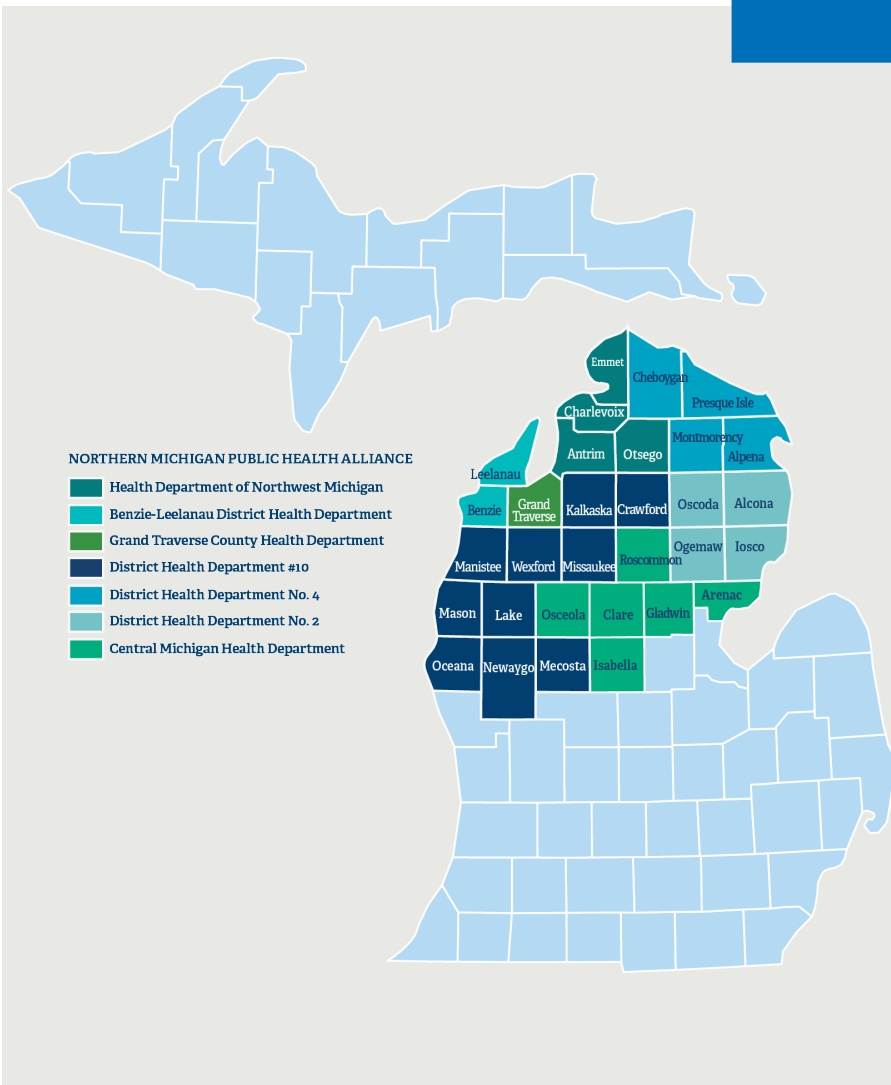 Emmet
Cheboygan
Presque Isle
Charlevoix
Montmorency
Antrim
Otsego
Alpena
NORTHERN MICHIGAN PUBLIC HEALTH ALLIANCE
Leelanau
Health Department of Northwest Michigan
Benzie
Grand
Traverse
Kalkaska
Crawford
Oscoda
Alcona
Benzie-Leelanau District Health Department
Grand Traverse County Health Department
Manistee
Wexford
Missaukee
Roscommon
Ogemaw
Iosco
District Health Department #10
District Health Department No. 4
Mason
Lake
Osceola
Clare
Gladwin
Arenac
District Health Department No. 2
Central Michigan Health Department
Oceana
Newaygo
Mecosta
Isabella